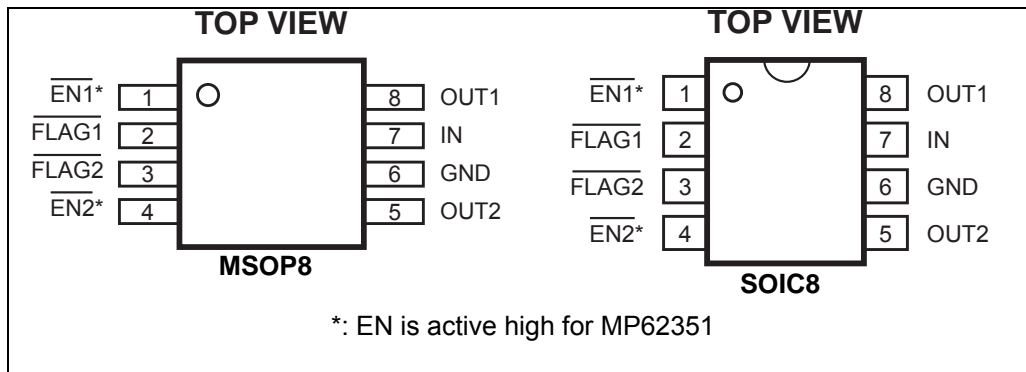 TOP VIEW
EN1* 1 8 OUT1
FLAG1 2 7 IN
FLAG2 3 6 GND
EN2* 4 5 OUT2
MSOP8
TOP VIEW
EN1* 1 8 OUT1
FLAG1 2 7 IN
FLAG2 3 6 GND
EN2* 4 5 OUT2
SOIC8
*: EN is active high for MP62351